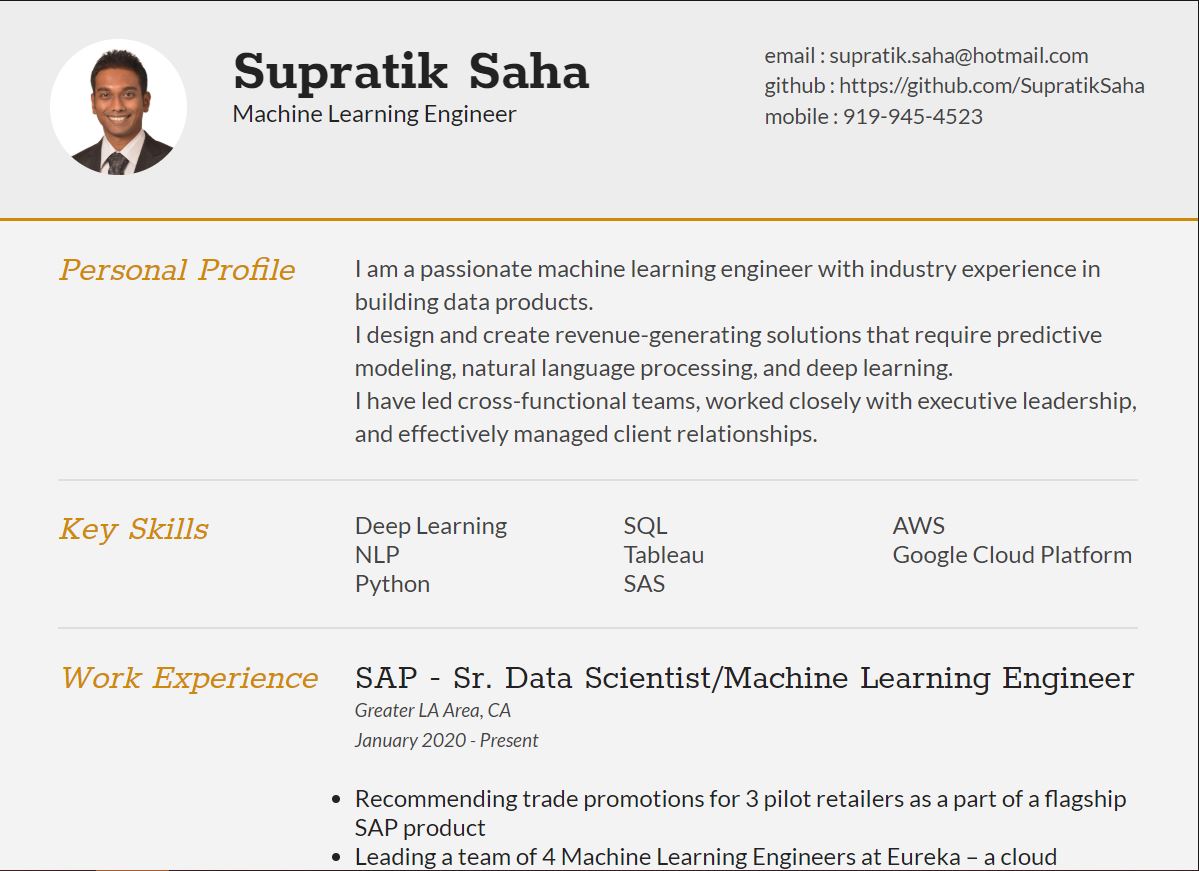 Supratik Saha
Machine Learning Engineer
email : supratik.saha@hotmail.com
github : https://github.com/SupratikSaha
mobile : 919-945-4523
Personal Profile
I am a passionate machine learning engineer with industry experience in
building data products.
I design and create revenue-generating solutions that require predictive
modeling, natural language processing, and deep learning.
I have led cross-functional teams, worked closely with executive leadership,
and effectively managed client relationships.
Key Skills
Deep Learning
NLP
Python
SQL
Tableau
SAS
AWS
Google Cloud Platform
Work Experience
SAP - Sr. Data Scientist/Machine Learning Engineer
Greater LA Area, CA
January 2020 - Present
• Recommending trade promotions for 3 pilot retailers as a part of a flagship
SAP product
• Leading a team of 4 Machine Learning Engineers at Eureka – a cloud